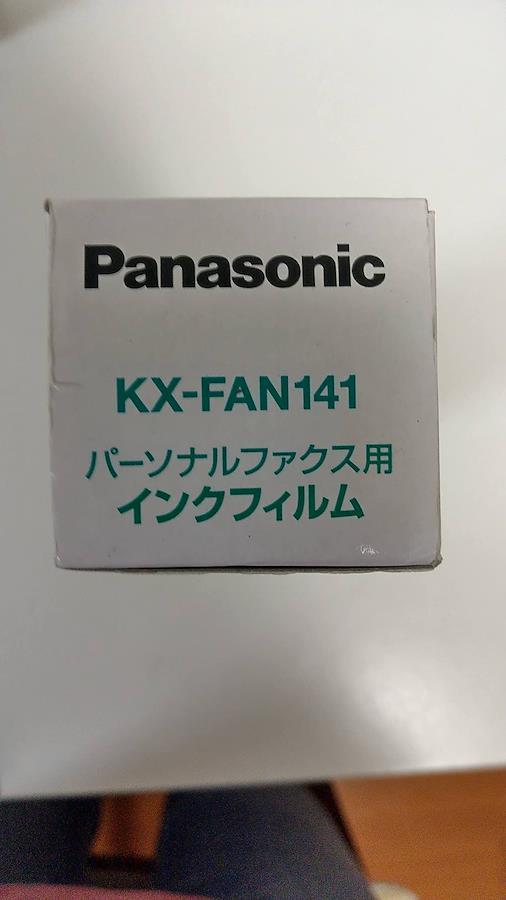 Panasonic
KX-FAN141
パーソナルファクス用
インクフィルム